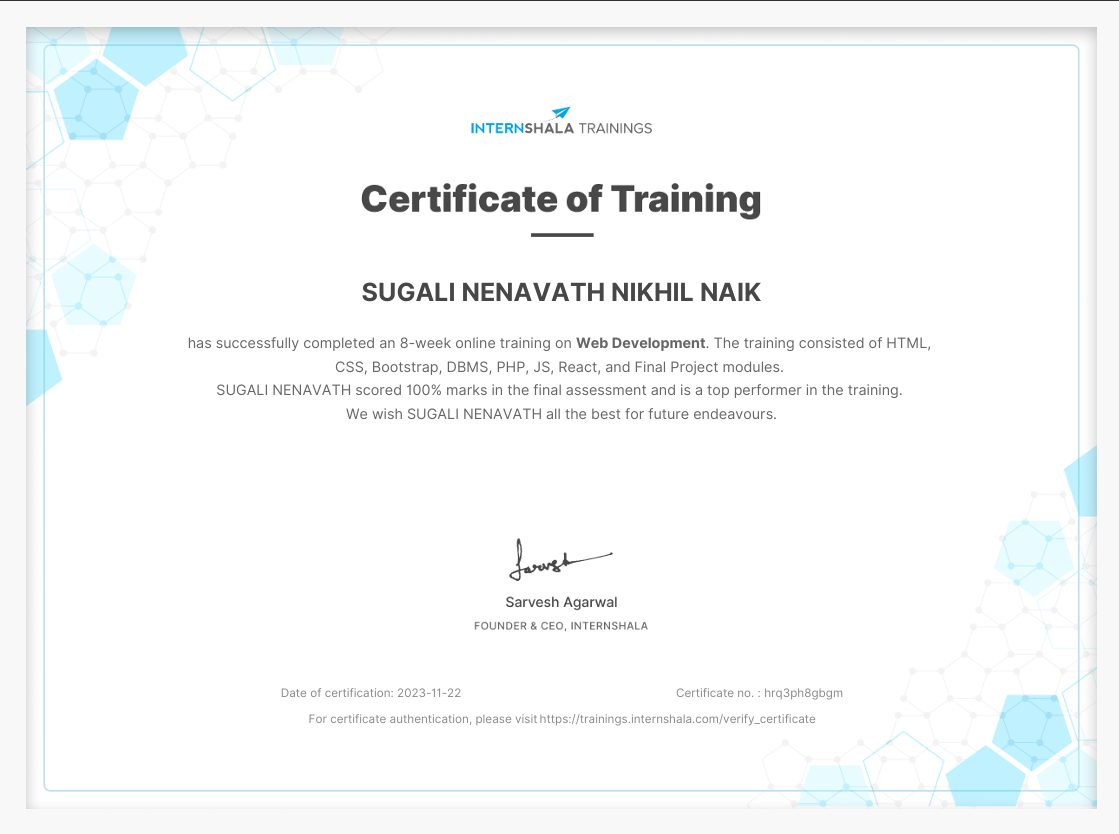 INTERNSHALA TRAININGS
Certificate of Training
SUGALI NENAVATH NIKHIL NAIK
has successfully completed an 8-week online training on Web Development. The training consisted of HTML,
CSS, Bootstrap, DBMS, PHP, JS, React, and Final Project modules.
SUGALI NENAVATH scored 100% marks in the final assessment and is a top performer in the training.
We wish SUGALI NENAVATH all the best for future endeavours.
Sarvesh
Sarvesh Agarwal
FOUNDER & CEO, INTERNSHALA
Date of certification: 2023-11-22
Certificate no. : hrq3ph8gbgm
For certificate authentication, please visit https://trainings.internshala.com/verify_certificate